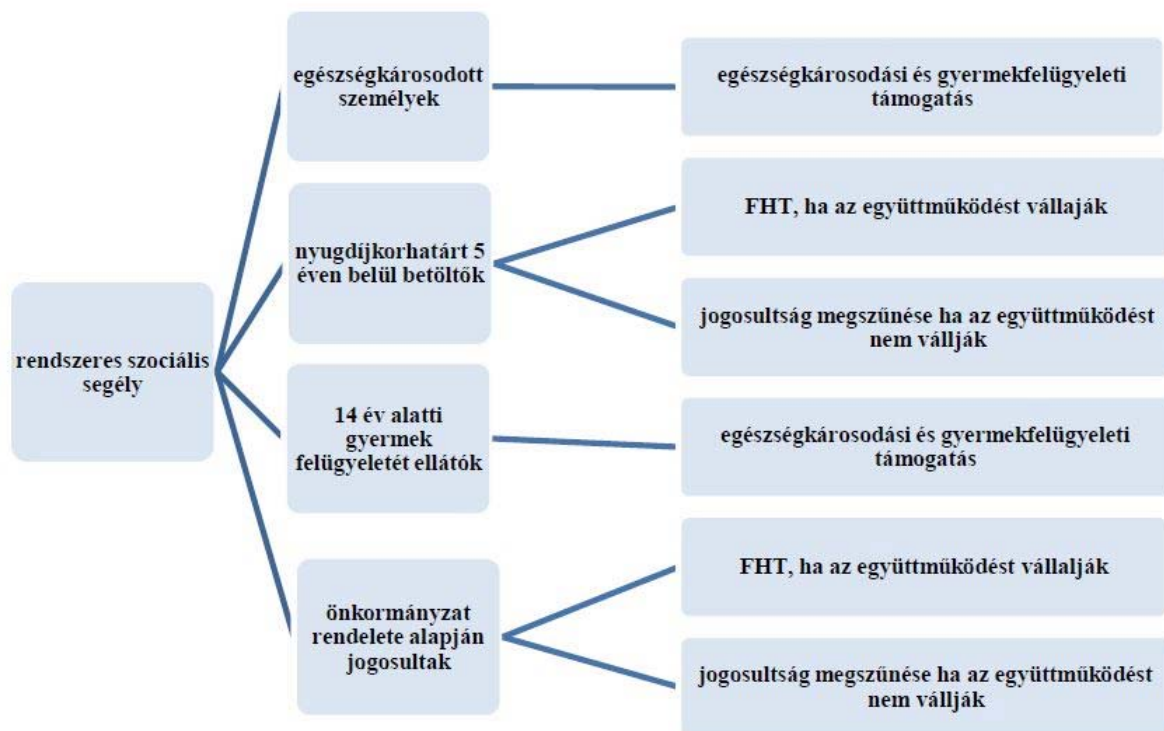 egészségkárosodott
személyek
egészségkárosodási és gyermekfelügyeleti
támogatás
nyugdíjkorhatárt 5
éven belül betöltők
FHT, ha az együttműködést vállaják
jogosultság megszűnése ha az együttműködést
nem vállják
rendszeres szociális
segély
14 év alatti
gyermek
felügyeletét ellátók
egészségkárosodási és gyermekfelügyeleti
támogatás
önkormányzat
rendelete alapján
jogosultak
FHT, ha az együttműködést vállalják
jogosultság megszűnése ha az együttműködést
nem vállják